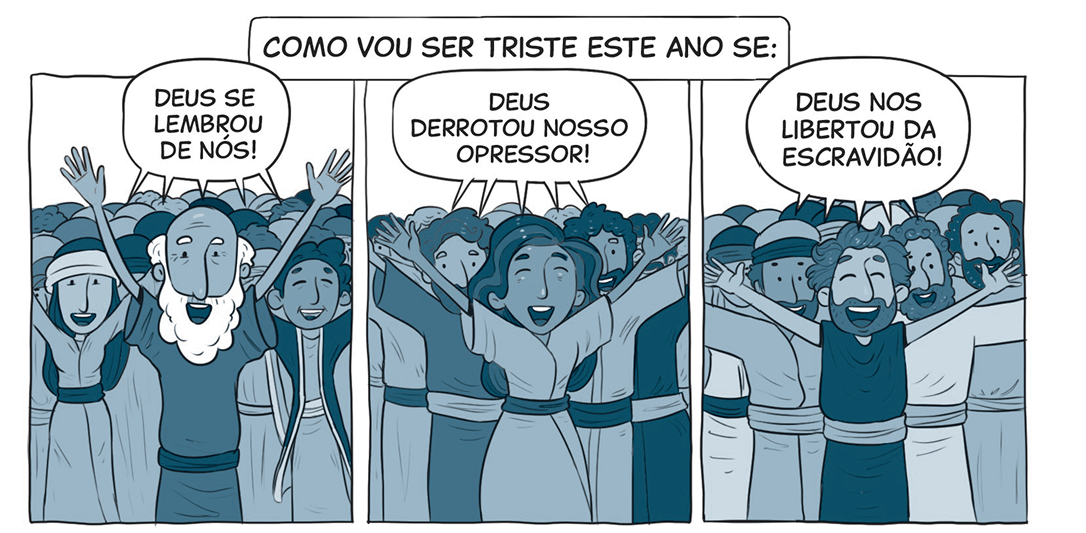 COMO VOU SER TRISTE ESTE ANO SE:
DEUS SE
LEMBROU
DE NÓS!
DEUS
DERROTOU NOSSO
OPRESSOR!
DEUS NOS
LIBERTOU DA
ESCRAVIDÃO!